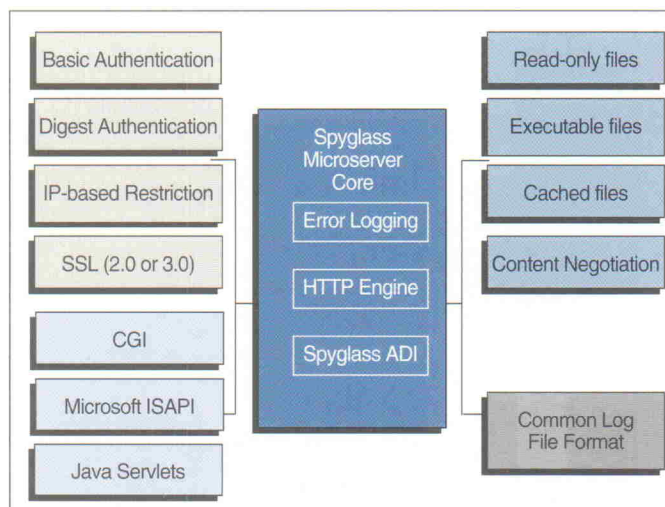 Basic Authentication
Digest Authentication
IP-based Restriction
SSL (2.0 or 3.0)
CGI
Microsoft ISAPI
Java Servlets
Spyglass
Microserver
Core
Error Logging
HTTP Engine
Spyglass ADI
Read-only files
Executable files
Cached files
Content Negotiation
Common Log
File Format